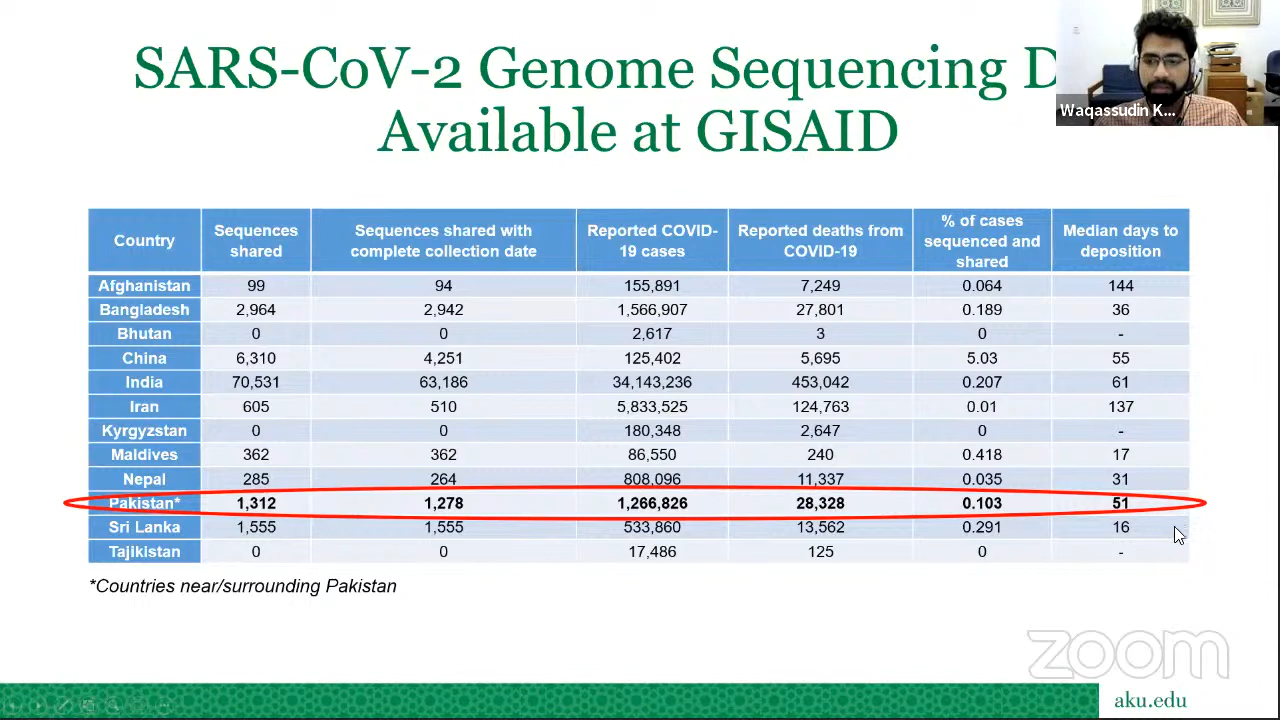 SARS-CoV-2 Genome Sequencing D
Available at GISAID
Waqassudin K...
Country Sequences shared Sequences shared with complete collection date Reported COVID-19 cases Reported deaths from COVID-19 % of cases sequenced and shared Median days to deposition
Afghanistan 99 94 155,891 7,249 0.064 144
Bangladesh 2,964 2,942 1,566,907 27,801 0.189 36
Bhutan 0 0 2,617 3 0 -
China 6,310 4,251 125,402 5,695 5.03 55
India 70,531 63,186 34,143,236 453,042 0.207 61
Iran 605 510 5,833,525 124,763 0.01 137
Kyrgyzstan 0 0 180,348 2,647 0 -
Maldives 362 362 86,550 240 0.418 17
Nepal 285 264 808,096 11,337 0.035 31
Pakistan* 1,312 1,278 1,266,826 28,328 0.103 51
Sri Lanka 1,555 1,555 533,860 13,562 0.291 16
Tajikistan 0 0 17,486 125 0 -
*Countries near/surrounding Pakistan
zoom
aku.edu